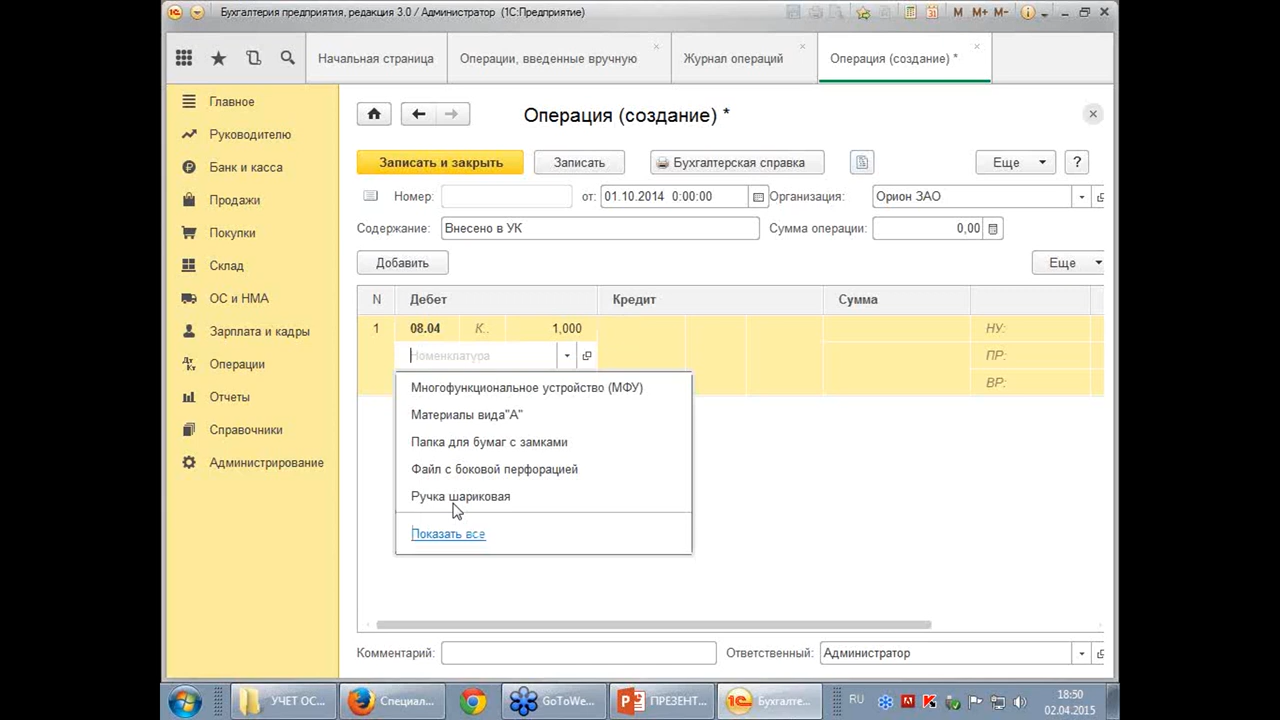 Бухгалтерия предприятия, редакция 3.0 / Администратор (1С:Предприятие)
M M+ M-
Начальная страница
Операции, введенные вручную
Журнал операций
Операция (создание) *
Главное
Руководителю
Банк и касса
Продажи
Покупки
Склад
ОС и НМА
Зарплата и кадры
Операции
Отчеты
Справочники
Администрирование
Операция (создание) *
Записать и закрыть
Записать
Бухгалтерская справка
Еще
?
Номер:
от: 01.10.2014 0:00:00
Организация: Орион ЗАО
Содержание: Внесено в УК
Сумма операции: 0,00
Добавить
Еще
N Дебет Кредит Сумма
1 08.04 К.. 1,000 НУ:
Номенклатура ПР:
ВР:
Многофункциональное устройство (МФУ)
Материалы вида"А"
Папка для бумаг с замками
Файл с боковой перфорацией
Ручка шариковая
Показать все
Комментарий:
Ответственный: Администратор
УЧЕТ ОС...
Специал...
GoToWe...
ПРЕЗЕНТ...
Бухгалте...
RU
18:50
02.04.2015